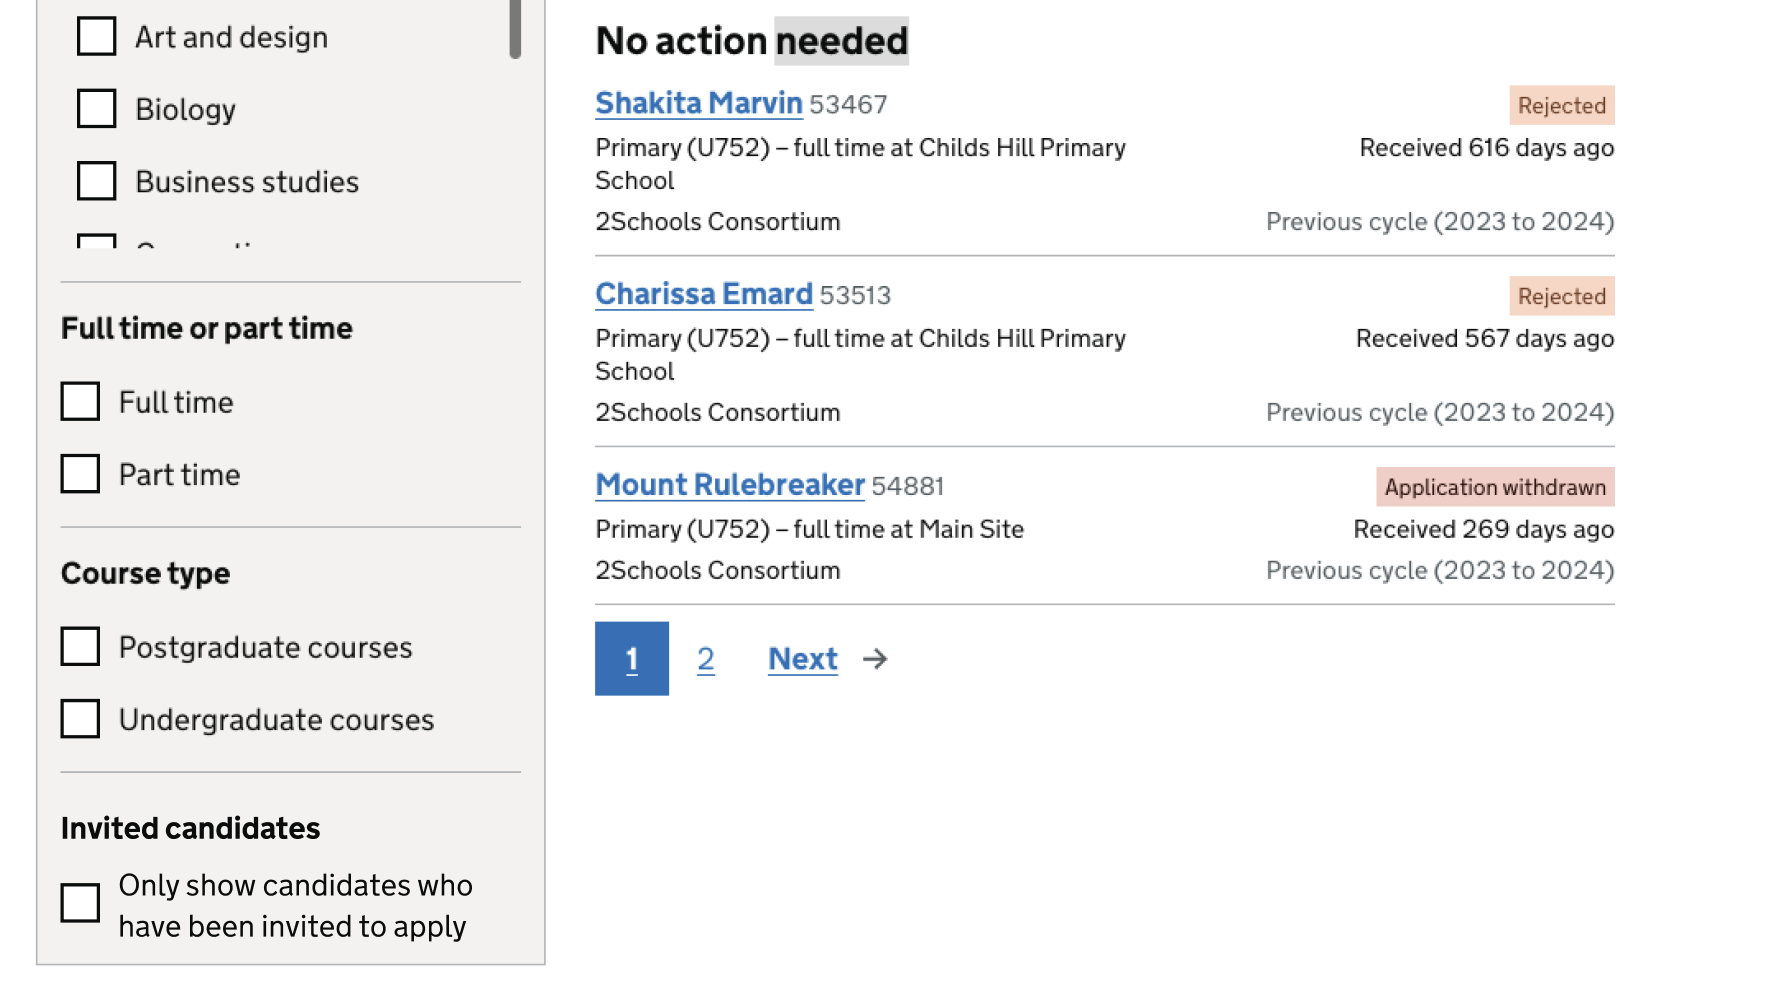 Art and design
Biology
Business studies
Full time or part time
Full time
Part time
Course type
Postgraduate courses
Undergraduate courses
Invited candidates
Only show candidates who
have been invited to apply
No action needed
Shakita Marvin 53467
Rejected
Primary (U752) – full time at Childs Hill Primary
School
Received 616 days ago
2Schools Consortium
Previous cycle (2023 to 2024)
Charissa Emard 53513
Rejected
Primary (U752) – full time at Childs Hill Primary
School
Received 567 days ago
2Schools Consortium
Previous cycle (2023 to 2024)
Mount Rulebreaker 54881
Application withdrawn
Primary (U752) – full time at Main Site
Received 269 days ago
2Schools Consortium
Previous cycle (2023 to 2024)
1 2 Next →